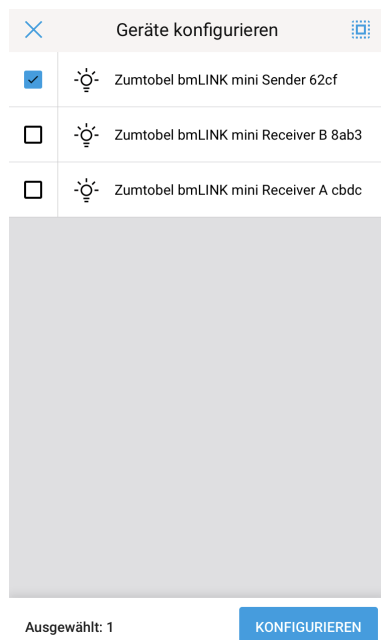 Geräte konfigurieren
Zumtobel bmLINK mini Sender 62cf
Zumtobel bmLINK mini Receiver B 8ab3
Zumtobel bmLINK mini Receiver A cbdc
Ausgewählt: 1 KONFIGURIEREN